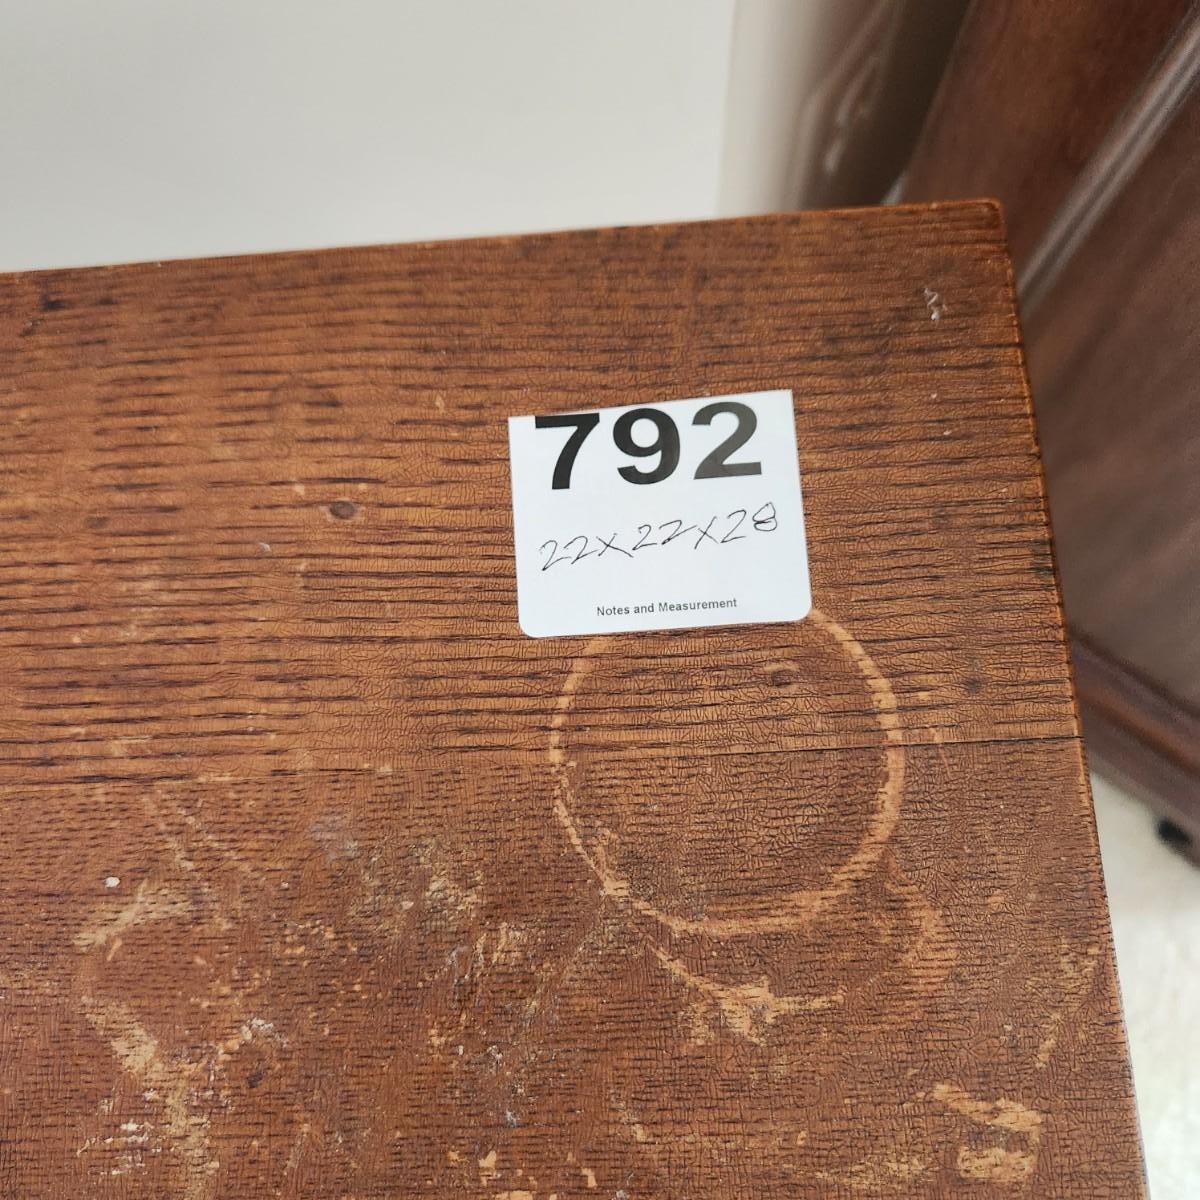 792
22x22x28
Notes and Measurement